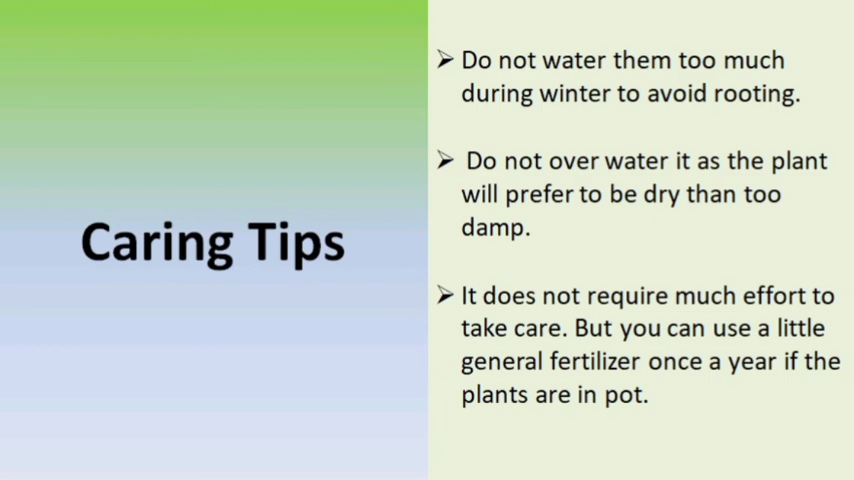 Caring Tips
➢ Do not water them too much
during winter to avoid rooting.
➢ Do not over water it as the plant
will prefer to be dry than too
damp.
➢ It does not require much effort to
take care. But you can use a little
general fertilizer once a year if the
plants are in pot.